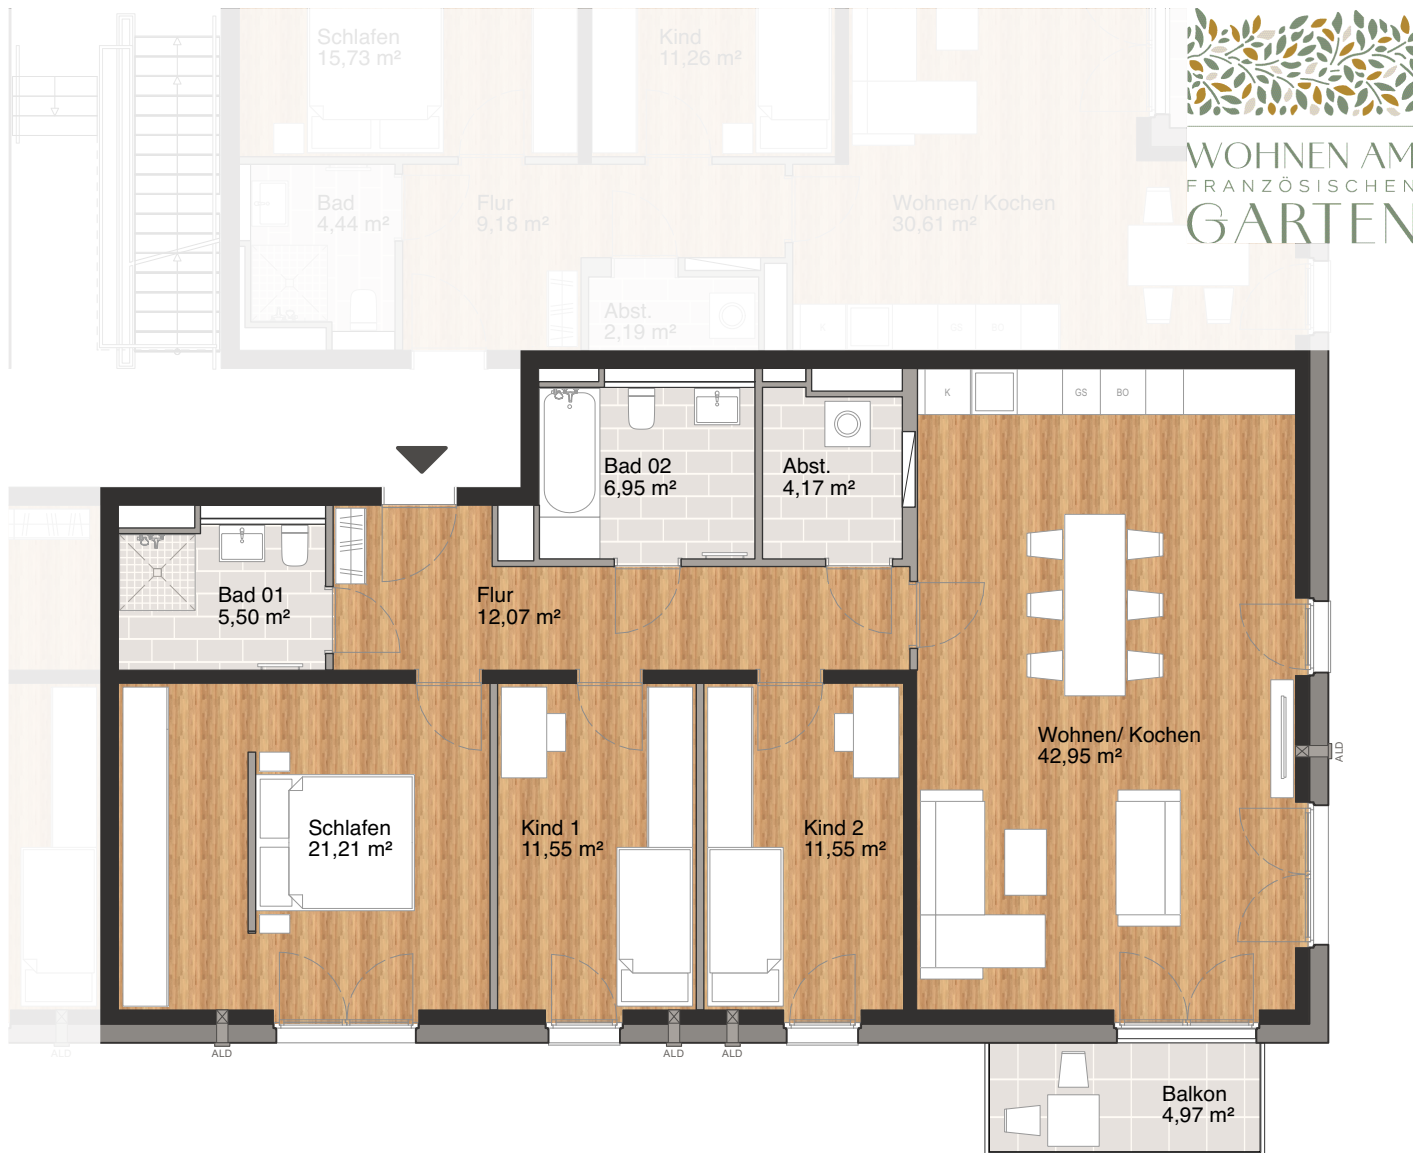 Schlafen
15,73 m²
Kind
11,26 m²
WOHNEN AM
FRANZÖSISCHEN
GARTEN
Bad
4,44 m²
Flur
9,18 m²
Wohnen/ Kochen
30,61 m²
Abst.
2,19 m²
K
GS
BO
K
GS
BO
Bad 02
6,95 m²
Abst.
4,17 m²
Bad 01
5,50 m²
Flur
12,07 m²
Wohnen/ Kochen
42,95 m²
ALD
Schlafen
21,21 m²
Kind 1
11,55 m²
Kind 2
11,55 m²
ALD
ALD
ALD
ALD
Balkon
4,97 m²